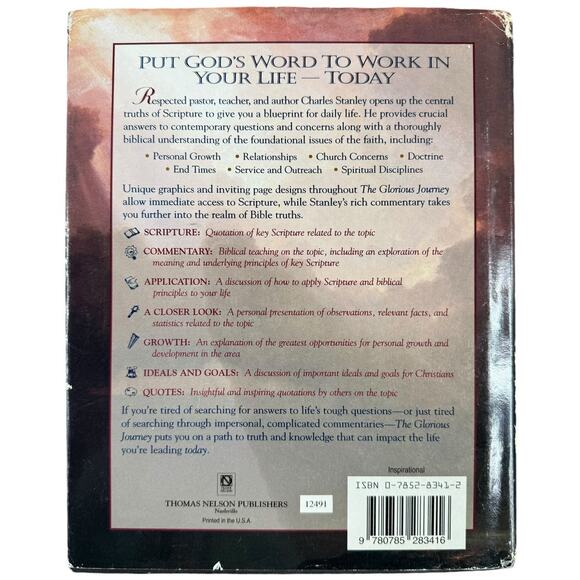 PUT GOD'S WORD TO WORK IN
YOUR LIFE — TODAY
Respected pastor, teacher, and author Charles Stanley opens up the central
truths of Scripture to give you a blueprint for daily life. He provides crucial
answers to contemporary questions and concerns along with a thoroughly
biblical understanding of the foundational issues of the faith, including:
• Personal Growth • Relationships • Church Concerns • Doctrine
• End Times • Service and Outreach • Spiritual Disciplines
Unique graphics and inviting page designs throughout The Glorious Journey
allow immediate access to Scripture, while Stanley's rich commentary takes
you further into the realm of Bible truths.
SCRIPTURE: Quotation of key Scripture related to the topic
COMMENTARY: Biblical teaching on the topic, including an exploration of the
meaning and underlying principles of key Scripture
APPLICATION: A discussion of how to apply Scripture and biblical
principles to your life
A CLOSER LOOK: A personal presentation of observations, relevant facts, and
statistics related to the topic
GROWTH: An explanation of the greatest opportunities for personal growth and
development in the area
IDEALS AND GOALS: A discussion of important ideals and goals for Christians
QUOTES: Insightful and inspiring quotations by others on the topic
If you're tired of searching for answers to life's tough questions—or just tired
of searching through impersonal, complicated commentaries—The Glorious
Journey puts you on a path to truth and knowledge that can impact the life
you're leading today.
THOMAS NELSON PUBLISHERS
Nashville
Printed in the U.S.A.
12491
Inspirational
ISBN 0-7852-8341-2
9 780785 283416